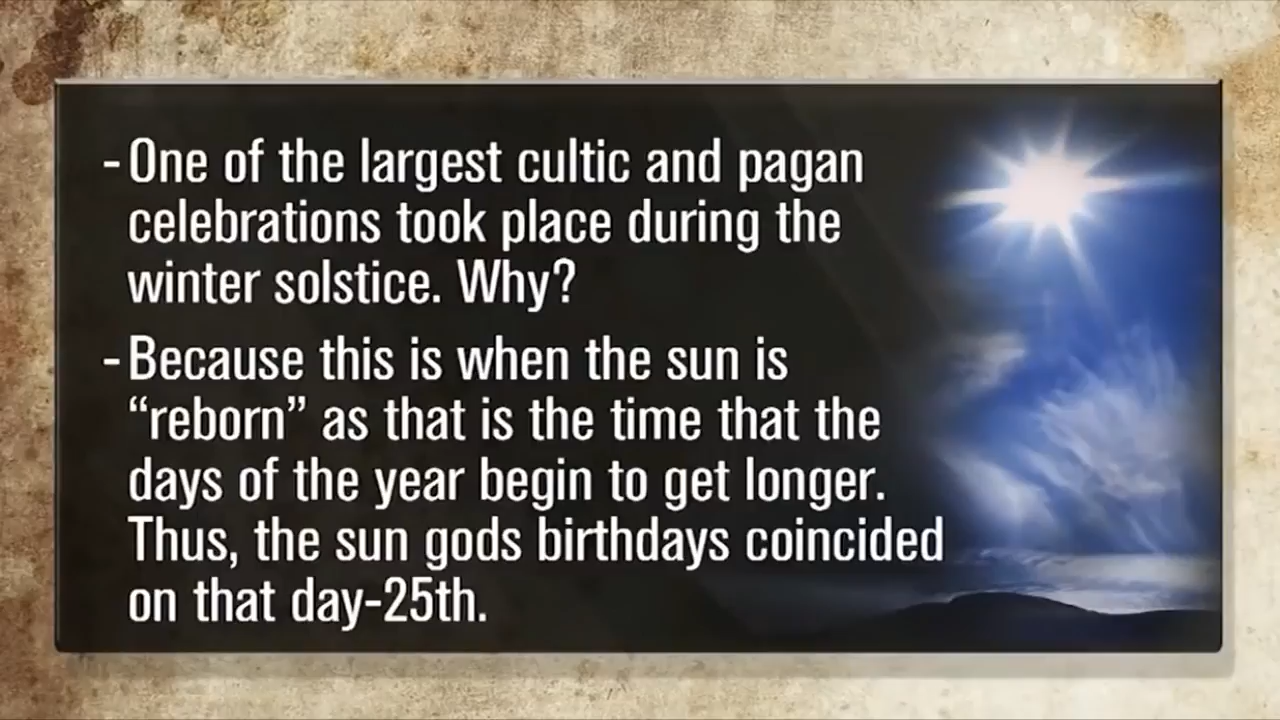 - One of the largest cultic and pagan
celebrations took place during the
winter solstice. Why?
- Because this is when the sun is
“reborn” as that is the time that the
days of the year begin to get longer.
Thus, the sun gods birthdays coincided
on that day-25th.